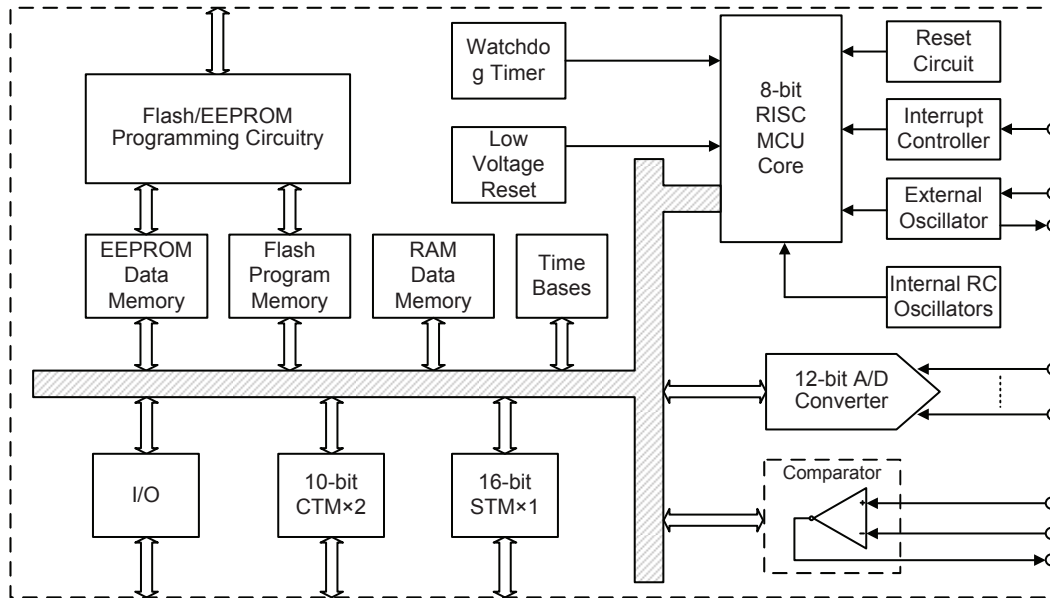 Watchdo
g Timer
Reset
Circuit
Flash/EEPROM
Programming Circuitry
8-bit
RISC
MCU
Core
Low
Voltage
Reset
Interrupt
Controller
External
Oscillator
EEPROM
Data
Memory
Flash
Program
Memory
RAM
Data
Memory
Time
Bases
Internal RC
Oscillators
12-bit A/D
Converter
I/O
10-bit
CTM×2
16-bit
STM×1
Comparator
+
−